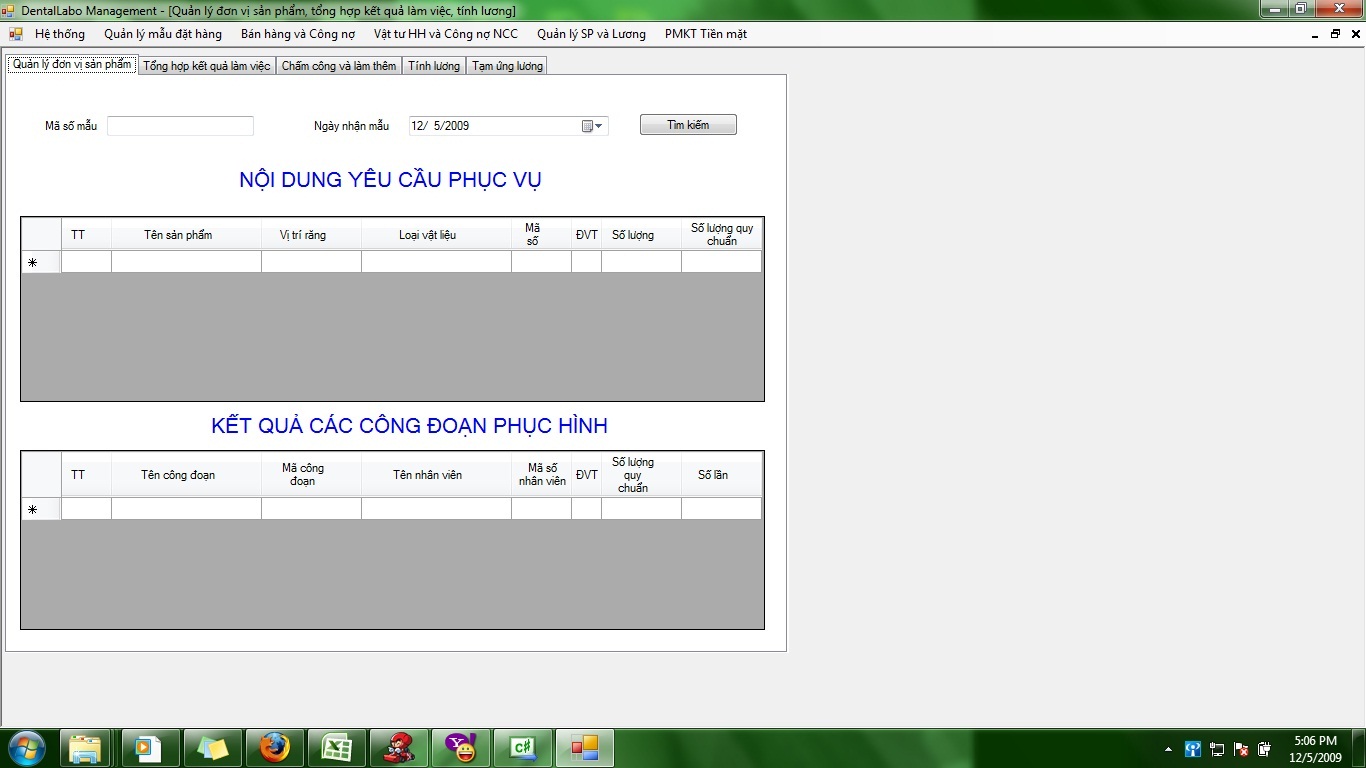 DentalLabo Management - [Quản lý đơn vị sản phẩm, tổng hợp kết quả làm việc, tính lương]
Hệ thống Quản lý mẫu đặt hàng Bán hàng và Công nợ Vật tư HH và Công nợ NCC Quản lý SP và Lương PMKT Tiền mặt
Quản lý đơn vị sản phẩm Tổng hợp kết quả làm việc Chấm công và làm thêm Tính lương Tạm ứng lương
Mã số mẫu Ngày nhận mẫu 12/ 5/2009 Tìm kiếm
NỘI DUNG YÊU CẦU PHỤC VỤ
TT Tên sản phẩm Vị trí răng Loại vật liệu Mã số ĐVT Số lượng Số lượng quy chuẩn
KẾT QUẢ CÁC CÔNG ĐOẠN PHỤC HÌNH
TT Tên công đoạn Mã công đoạn Tên nhân viên Mã số nhân viên ĐVT Số lượng quy chuẩn Số lần
5:06 PM
12/5/2009